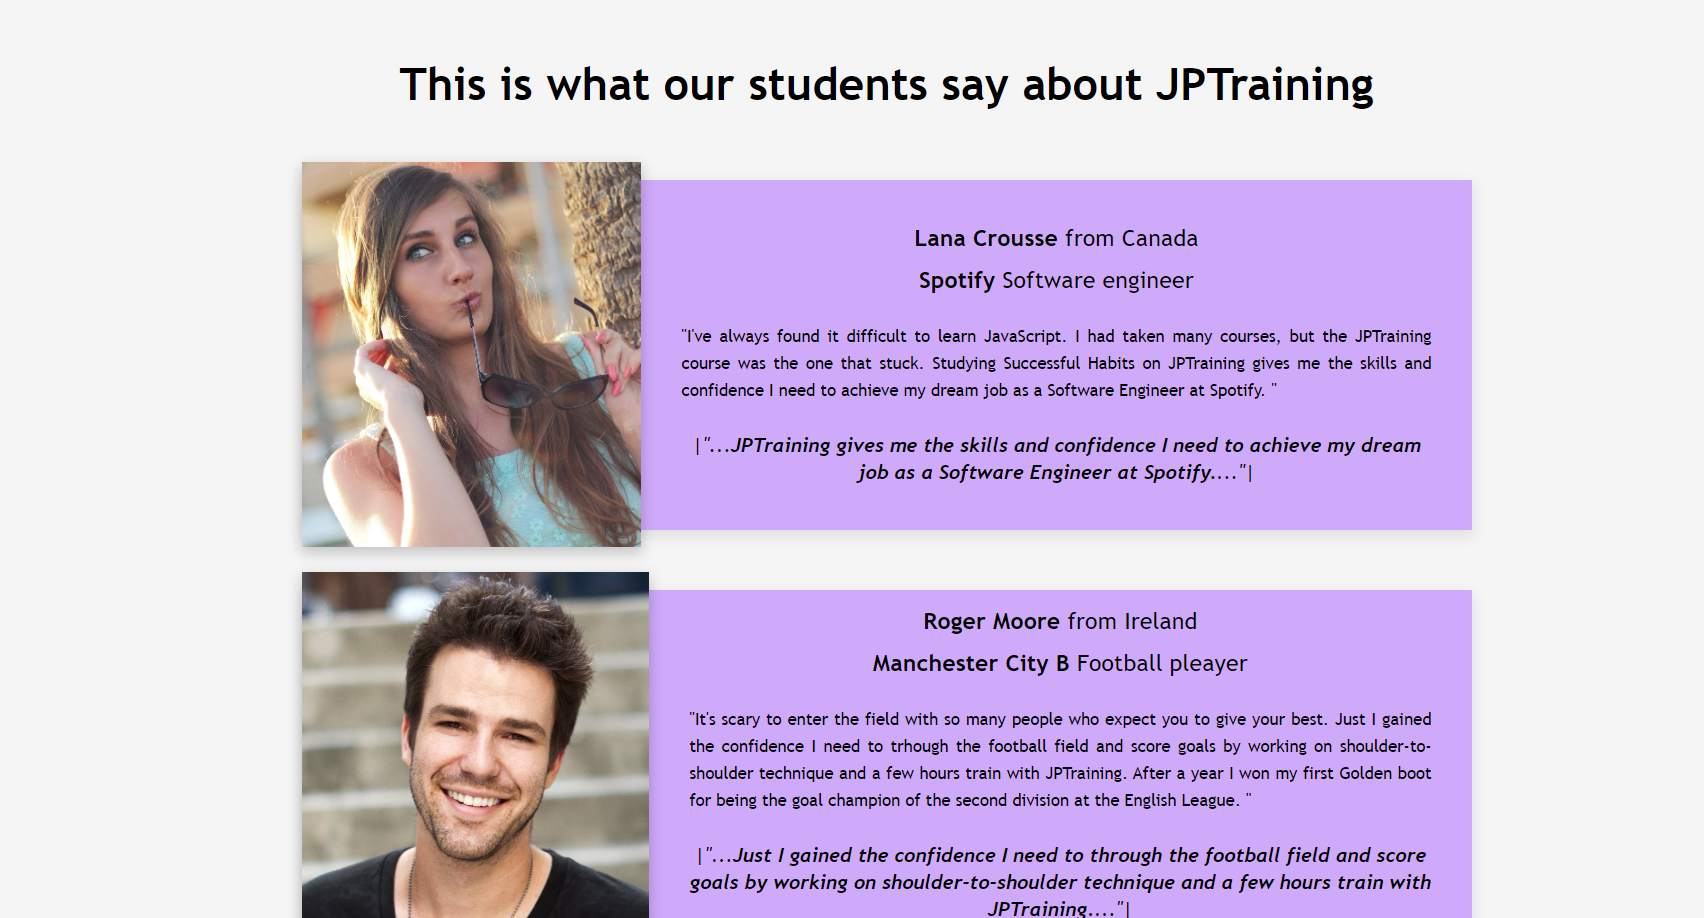 This is what our students say about JPTraining
Lana Crousse from Canada
Spotify Software engineer
"I've always found it difficult to learn JavaScript. I had taken many courses, but the JPTraining
course was the one that stuck. Studying Successful Habits on JPTraining gives me the skills and
confidence I need to achieve my dream job as a Software Engineer at Spotify. "
|"...JPTraining gives me the skills and confidence I need to achieve my dream
job as a Software Engineer at Spotify...."|
Roger Moore from Ireland
Manchester City B Football pleayer
"It's scary to enter the field with so many people who expect you to give your best. Just I gained
the confidence I need to trhough the football field and score goals by working on shoulder-to-
shoulder technique and a few hours train with JPTraining. After a year I won my first Golden boot
for being the goal champion of the second division at the English League. "
|"...Just I gained the confidence I need to through the football field and score
goals by working on shoulder-to-shoulder technique and a few hours train with
JPTraining...."|